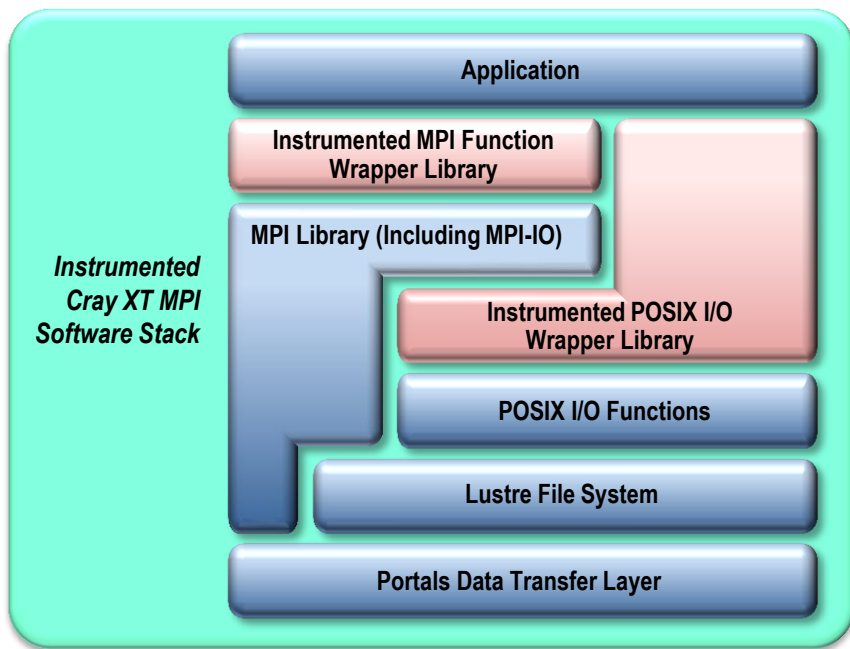 Application
Instrumented MPI Function
Wrapper Library
MPI Library (Including MPI-IO)
Instrumented
Cray XT MPI
Software Stack
Instrumented POSIX I/O
Wrapper Library
POSIX I/O Functions
Lustre File System
Portals Data Transfer Layer